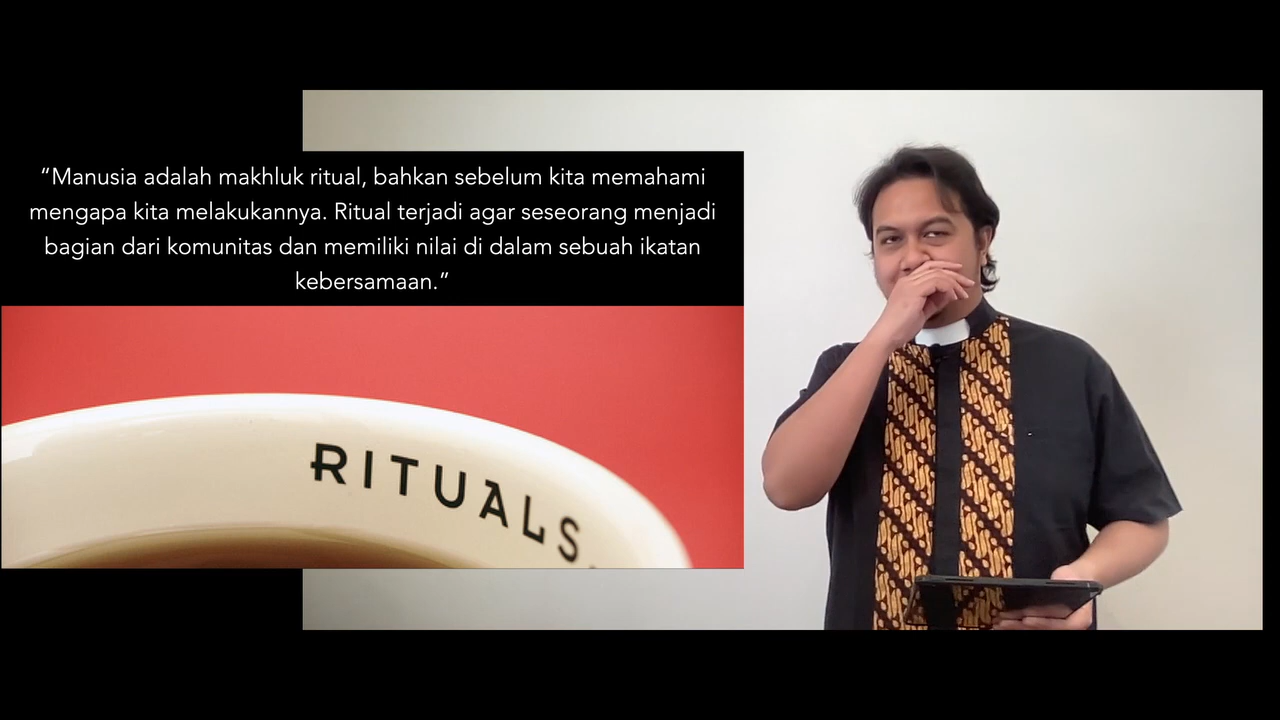 “Manusia adalah makhluk ritual, bahkan sebelum kita memahami
mengapa kita melakukannya. Ritual terjadi agar seseorang menjadi
bagian dari komunitas dan memiliki nilai di dalam sebuah ikatan
kebersamaan.”
RITUALS.